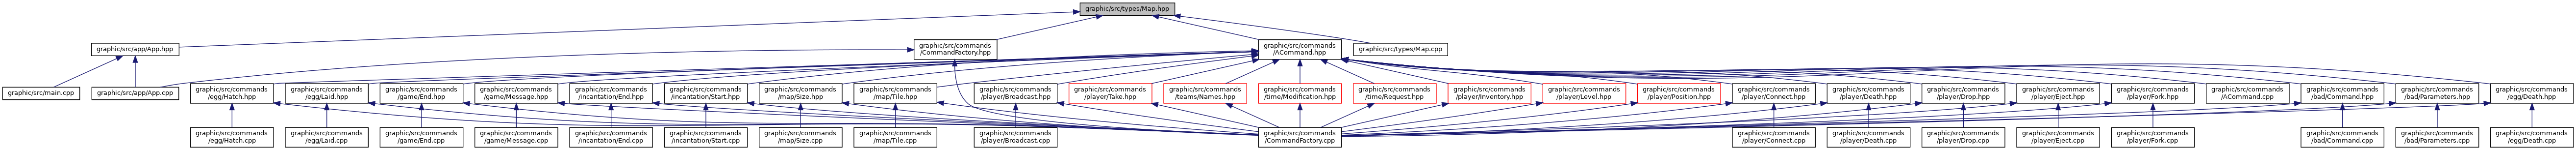 graphic/src/types/Map.hpp
graphic/src/app/App.hpp
graphic/src/commands
/CommandFactory.hpp
graphic/src/commands
/ACommand.hpp
graphic/src/types/Map.cpp
graphic/src/main.cpp
graphic/src/app/App.cpp
graphic/src/commands
/egg/Hatch.hpp
graphic/src/commands
/egg/Laid.hpp
graphic/src/commands
/game/End.hpp
graphic/src/commands
/game/Message.hpp
graphic/src/commands
/incantation/End.hpp
graphic/src/commands
/incantation/Start.hpp
graphic/src/commands
/map/Size.hpp
graphic/src/commands
/map/Tile.hpp
graphic/src/commands
/player/Broadcast.hpp
graphic/src/commands
/player/Take.hpp
graphic/src/commands
/teams/Names.hpp
graphic/src/commands
/time/Modification.hpp
graphic/src/commands
/time/Request.hpp
graphic/src/commands
/player/Inventory.hpp
graphic/src/commands
/player/Level.hpp
graphic/src/commands
/player/Position.hpp
graphic/src/commands
/player/Connect.hpp
graphic/src/commands
/player/Death.hpp
graphic/src/commands
/player/Drop.hpp
graphic/src/commands
/player/Eject.hpp
graphic/src/commands
/player/Fork.hpp
graphic/src/commands
/ACommand.cpp
graphic/src/commands
/bad/Command.hpp
graphic/src/commands
/bad/Parameters.hpp
graphic/src/commands
/egg/Death.hpp
graphic/src/commands
/egg/Hatch.cpp
graphic/src/commands
/egg/Laid.cpp
graphic/src/commands
/game/End.cpp
graphic/src/commands
/game/Message.cpp
graphic/src/commands
/incantation/End.cpp
graphic/src/commands
/incantation/Start.cpp
graphic/src/commands
/map/Size.cpp
graphic/src/commands
/map/Tile.cpp
graphic/src/commands
/player/Broadcast.cpp
graphic/src/commands
/CommandFactory.cpp
graphic/src/commands
/player/Connect.cpp
graphic/src/commands
/player/Death.cpp
graphic/src/commands
/player/Drop.cpp
graphic/src/commands
/player/Eject.cpp
graphic/src/commands
/player/Fork.cpp
graphic/src/commands
/bad/Command.cpp
graphic/src/commands
/bad/Parameters.cpp
graphic/src/commands
/egg/Death.cpp